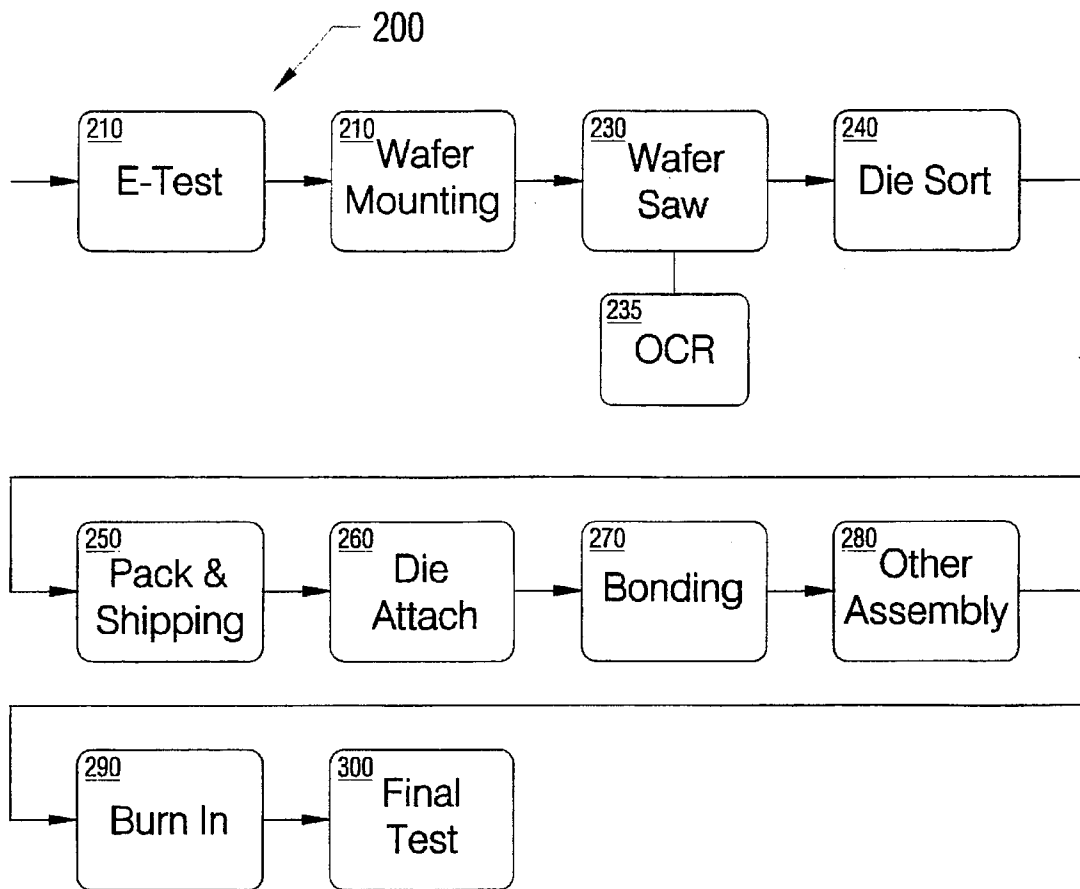 200
210
E-Test
210
Wafer
Mounting
230
Wafer
Saw
240
Die Sort
235
OCR
250
Pack &
Shipping
260
Die
Attach
270
Bonding
280
Other
Assembly
290
Burn In
300
Final
Test